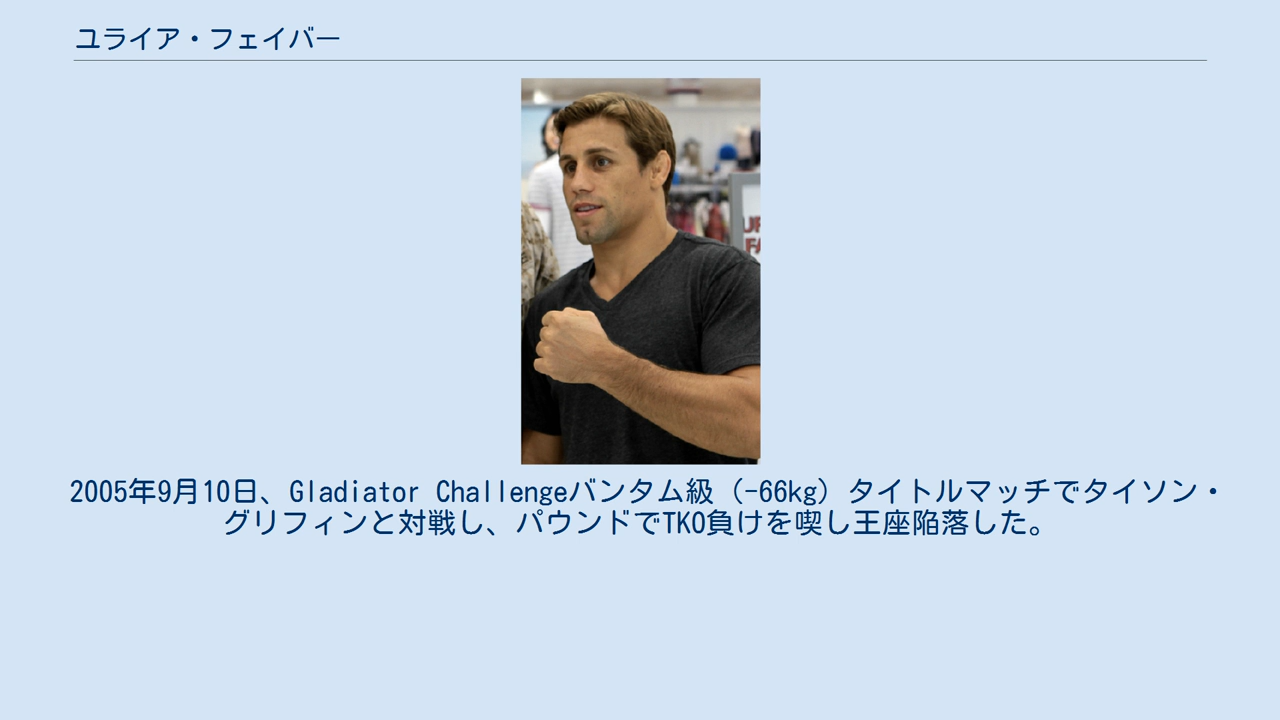 ユライア・フェイバー
2005年9月10日、Gladiator Challengeバンタム級（-66kg）タイトルマッチでタイソン・
グリフィンと対戦し、パウンドでTKO負けを喫し王座陥落した。